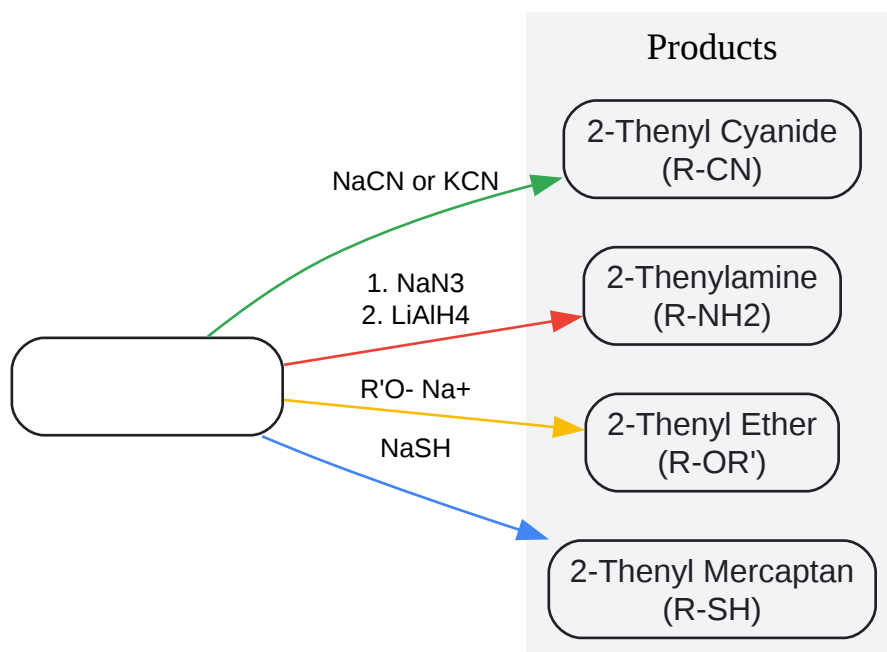 Products
2-Thenyl Cyanide
(R-CN)
NaCN or KCN
1. NaN3
2. LiAlH4
2-Thenylamine
(R-NH2)
R'O- Na+
2-Thenyl Ether
(R-OR')
NaSH
2-Thenyl Mercaptan
(R-SH)